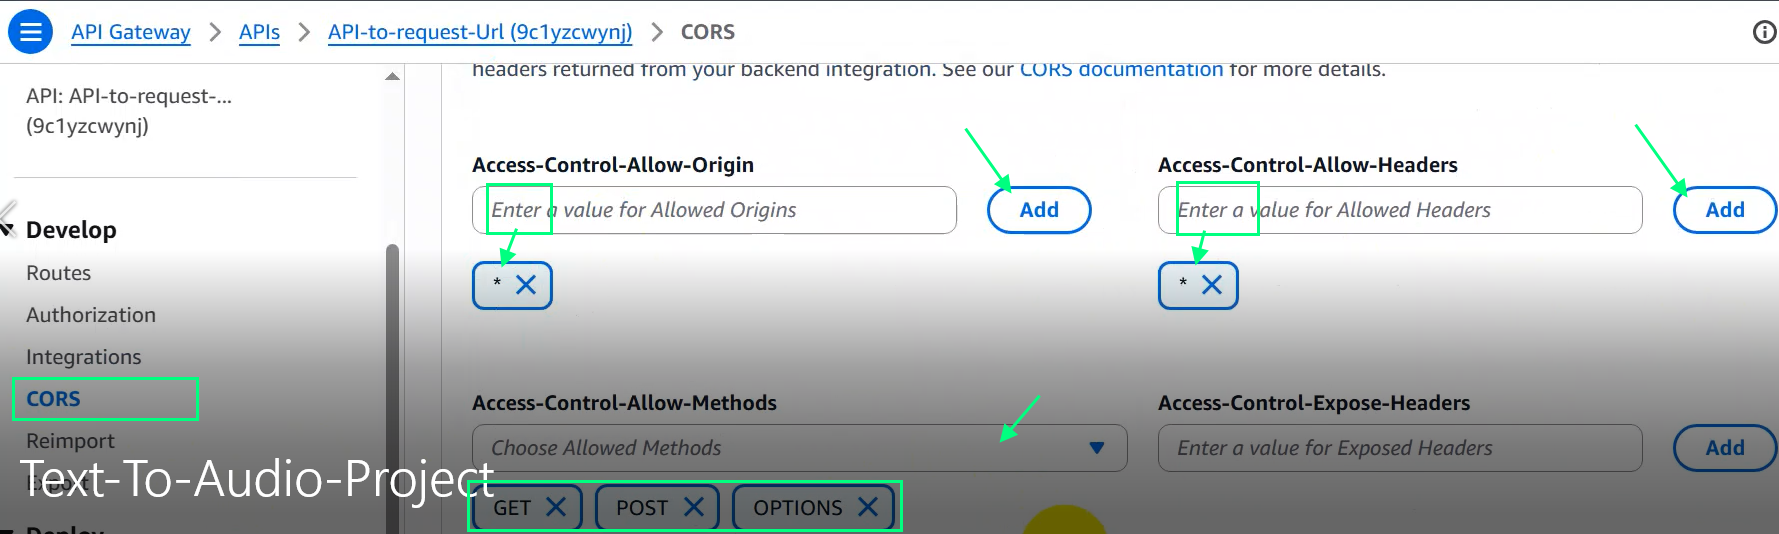 API Gateway > APIs > API-to-request-Url (9c1yzcwynj) > CORS
headers returned from your backend integration. See our CORS documentation for more details.
API: API-to-request-...
(9c1yzcwynj)
Develop
Routes
Authorization
Integrations
CORS
Reimport
Export
Deploy
Access-Control-Allow-Origin
Enter a value for Allowed Origins
Add
*
Access-Control-Allow-Headers
Enter a value for Allowed Headers
Add
*
Access-Control-Allow-Methods
Choose Allowed Methods
GET POST OPTIONS
Access-Control-Expose-Headers
Enter a value for Exposed Headers
Add
Text-To-Audio-Project